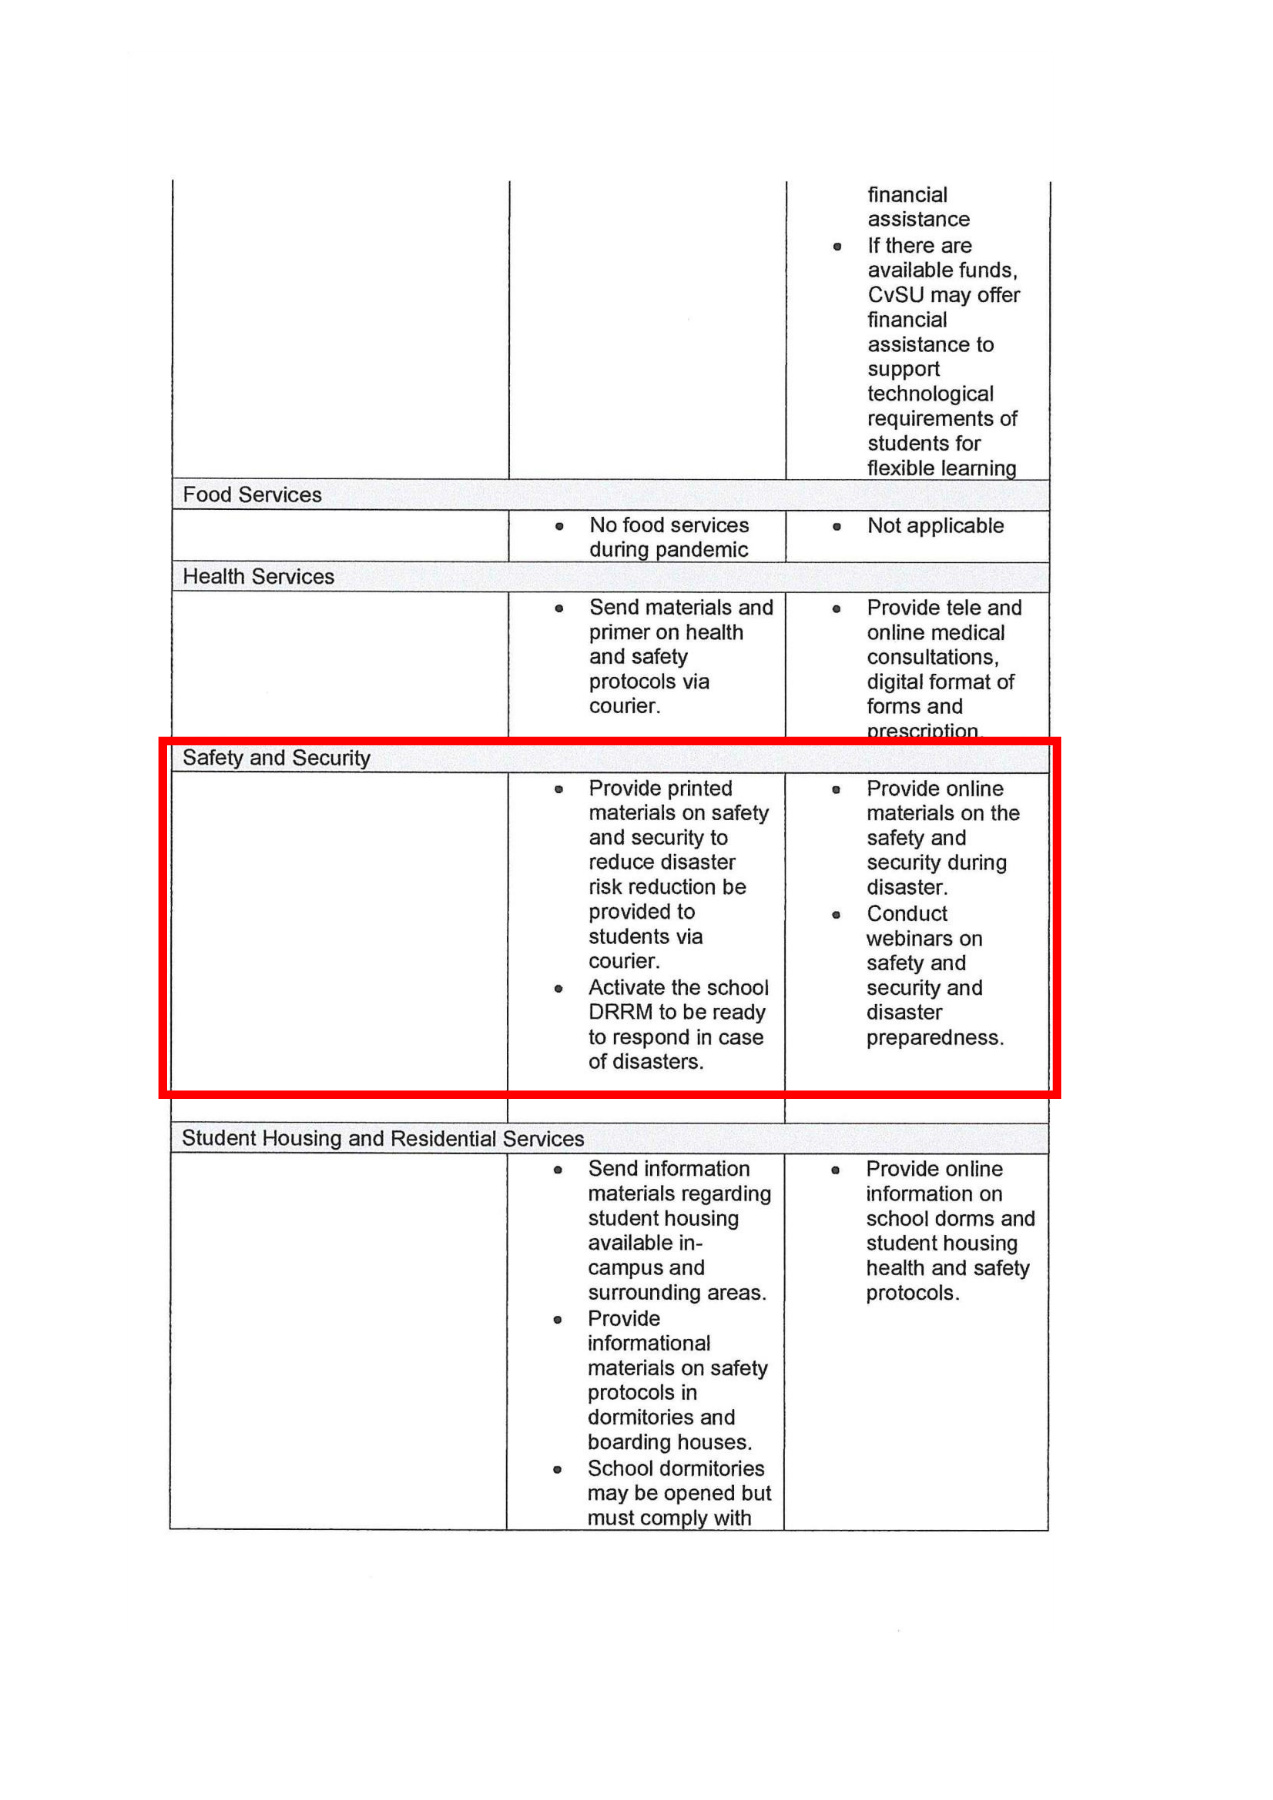 financial
assistance
• If there are
available funds,
CvSU may offer
financial
assistance to
support
technological
requirements of
students for
flexible learning
Food Services
• No food services
during pandemic
• Not applicable
Health Services
• Send materials and
primer on health
and safety
protocols via
courier.
• Provide tele and
online medical
consultations,
digital format of
forms and
prescription.
Safety and Security
• Provide printed
materials on safety
and security to
reduce disaster
risk reduction be
provided to
students via
courier.
• Activate the school
DRRM to be ready
to respond in case
of disasters.
• Provide online
materials on the
safety and
security during
disaster.
• Conduct
webinars on
safety and
security and
disaster
preparedness.
Student Housing and Residential Services
• Send information
materials regarding
student housing
available in-
campus and
surrounding areas.
• Provide
informational
materials on safety
protocols in
dormitories and
boarding houses.
• School dormitories
may be opened but
must comply with
• Provide online
information on
school dorms and
student housing
health and safety
protocols.